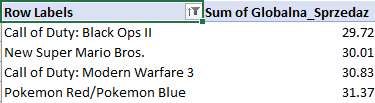 Row Labels Sum of Globalna_Sprzedaz
Call of Duty: Black Ops II 29.72
New Super Mario Bros. 30.01
Call of Duty: Modern Warfare 3 30.83
Pokemon Red/Pokemon Blue 31.37